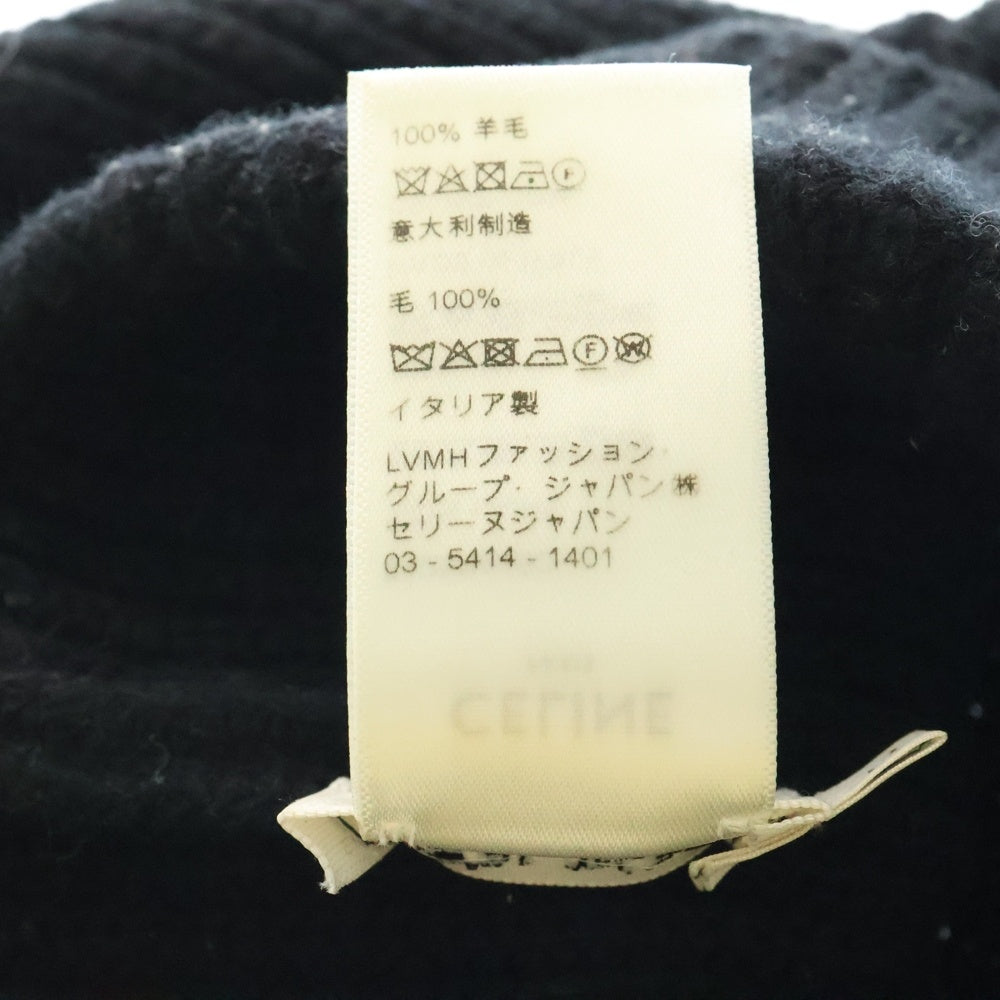 100% 羊毛
F
意大利制造
毛 100%
F W
イタリア製
LVMHファッション·
グループ· ジャパン㈱
セリーヌジャパン
03 - 5414 - 1401
CELINE